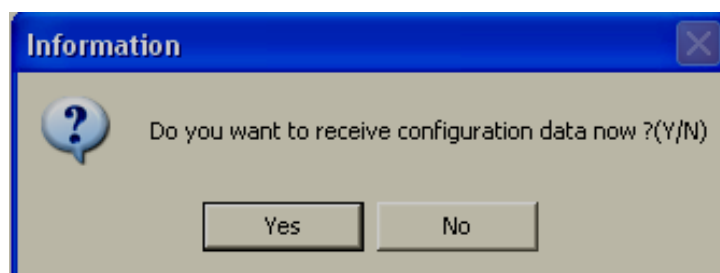 Information
Do you want to receive configuration data now ?(Y/N)
Yes
No